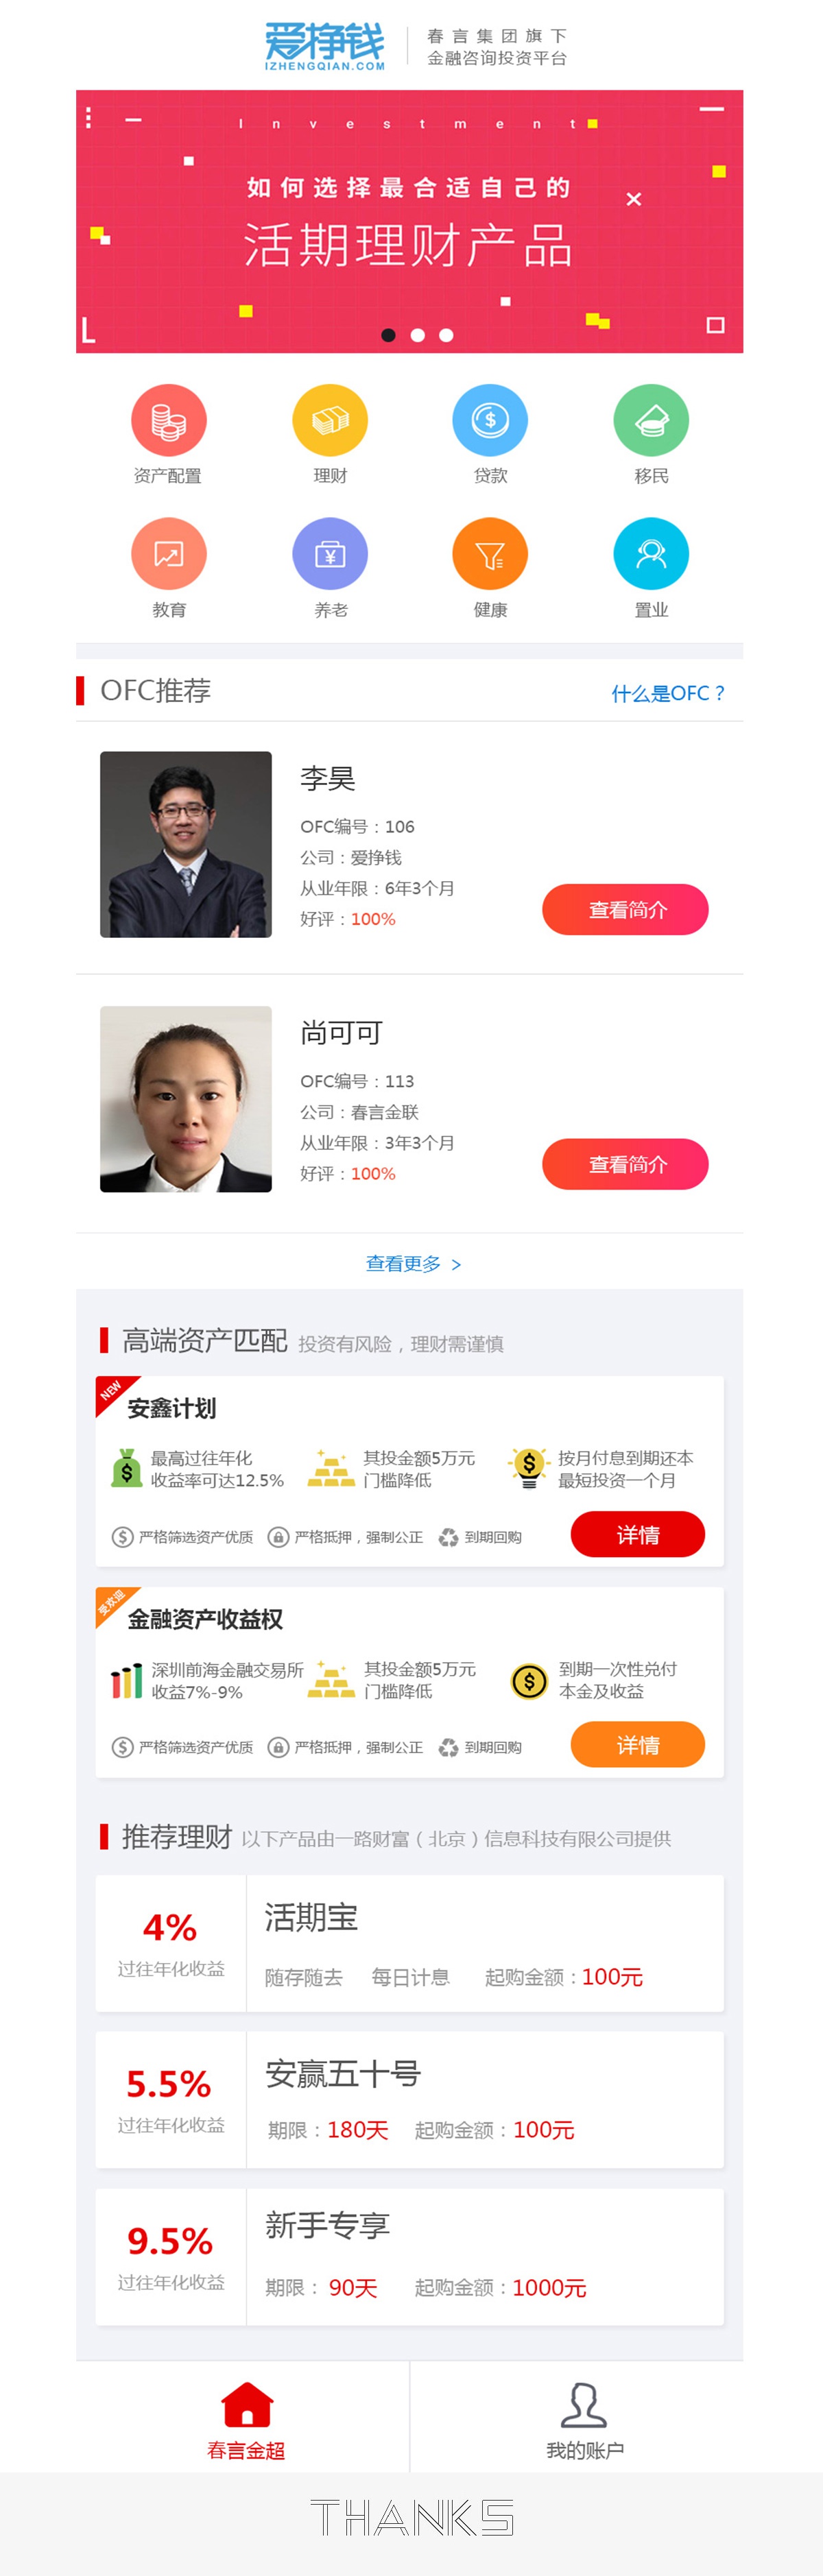 爱挣钱
IZHENGQIAN.COM
春言集团旗下
金融咨询投资平台
Investment
如何选择最合适自己的
活期理财产品
资产配置 理财 贷款 移民
教育 养老 健康 置业
OFC推荐 什么是OFC？
李昊
OFC编号：106
公司：爱挣钱
从业年限：6年3个月
好评：100%
查看简介
尚可可
OFC编号：113
公司：春言金联
从业年限：3年3个月
好评：100%
查看简介
查看更多 >
高端资产匹配 投资有风险，理财需谨慎
NEW
安鑫计划
最高过往年化 其投金额5万元 按月付息到期还本
收益率可达12.5% 门槛降低 最短投资一个月
严格筛选资产优质 严格抵押，强制公正 到期回购
详情
受欢迎
金融资产收益权
深圳前海金融交易所 其投金额5万元 到期一次性兑付
收益7%-9% 门槛降低 本金及收益
严格筛选资产优质 严格抵押，强制公正 到期回购
详情
推荐理财 以下产品由一路财富（北京）信息科技有限公司提供
4%
过往年化收益
活期宝
随存随去 每日计息 起购金额：100元
5.5%
过往年化收益
安赢五十号
期限：180天 起购金额：100元
9.5%
过往年化收益
新手专享
期限：90天 起购金额：1000元
春言金超 我的账户
THANKS